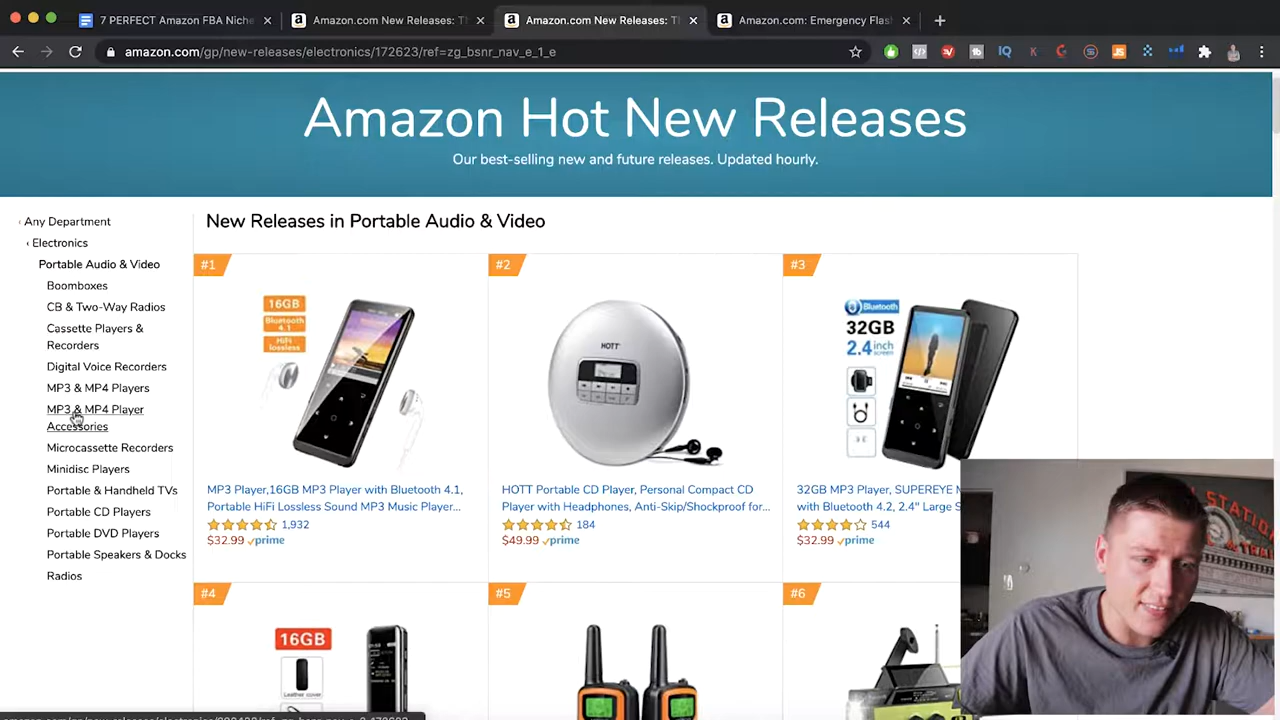 7 PERFECT Amazon FBA Niche
Amazon.com New Releases: Th
Amazon.com New Releases: Th
Amazon.com: Emergency Flas
amazon.com/gp/new-releases/electronics/172623/ref=zg_bsnr_nav_e_1_e
Amazon Hot New Releases
Our best-selling new and future releases. Updated hourly.
Any Department
Electronics
Portable Audio & Video
Boomboxes
CB & Two-Way Radios
Cassette Players &
Recorders
Digital Voice Recorders
MP3 & MP4 Players
MP3 & MP4 Player
Accessories
Microcassette Recorders
Minidisc Players
Portable & Handheld TVs
Portable CD Players
Portable DVD Players
Portable Speakers & Docks
Radios
New Releases in Portable Audio & Video
#1
16GB
Bluetooth
4.1
HiFi
lossless
MP3 Player,16GB MP3 Player with Bluetooth 4.1,
Portable HiFi Lossless Sound MP3 Music Player...
1,932
$32.99 prime
#2
HOTT
HOTT Portable CD Player, Personal Compact CD
Player with Headphones, Anti-Skip/Shockproof for...
184
$49.99 prime
#3
Bluetooth
32GB
2.4 inch
32GB MP3 Player, SUPEREYE
with Bluetooth 4.2, 2.4" Large
544
$32.99 prime
#4
16GB
Leather cover
#5
#6
STATI